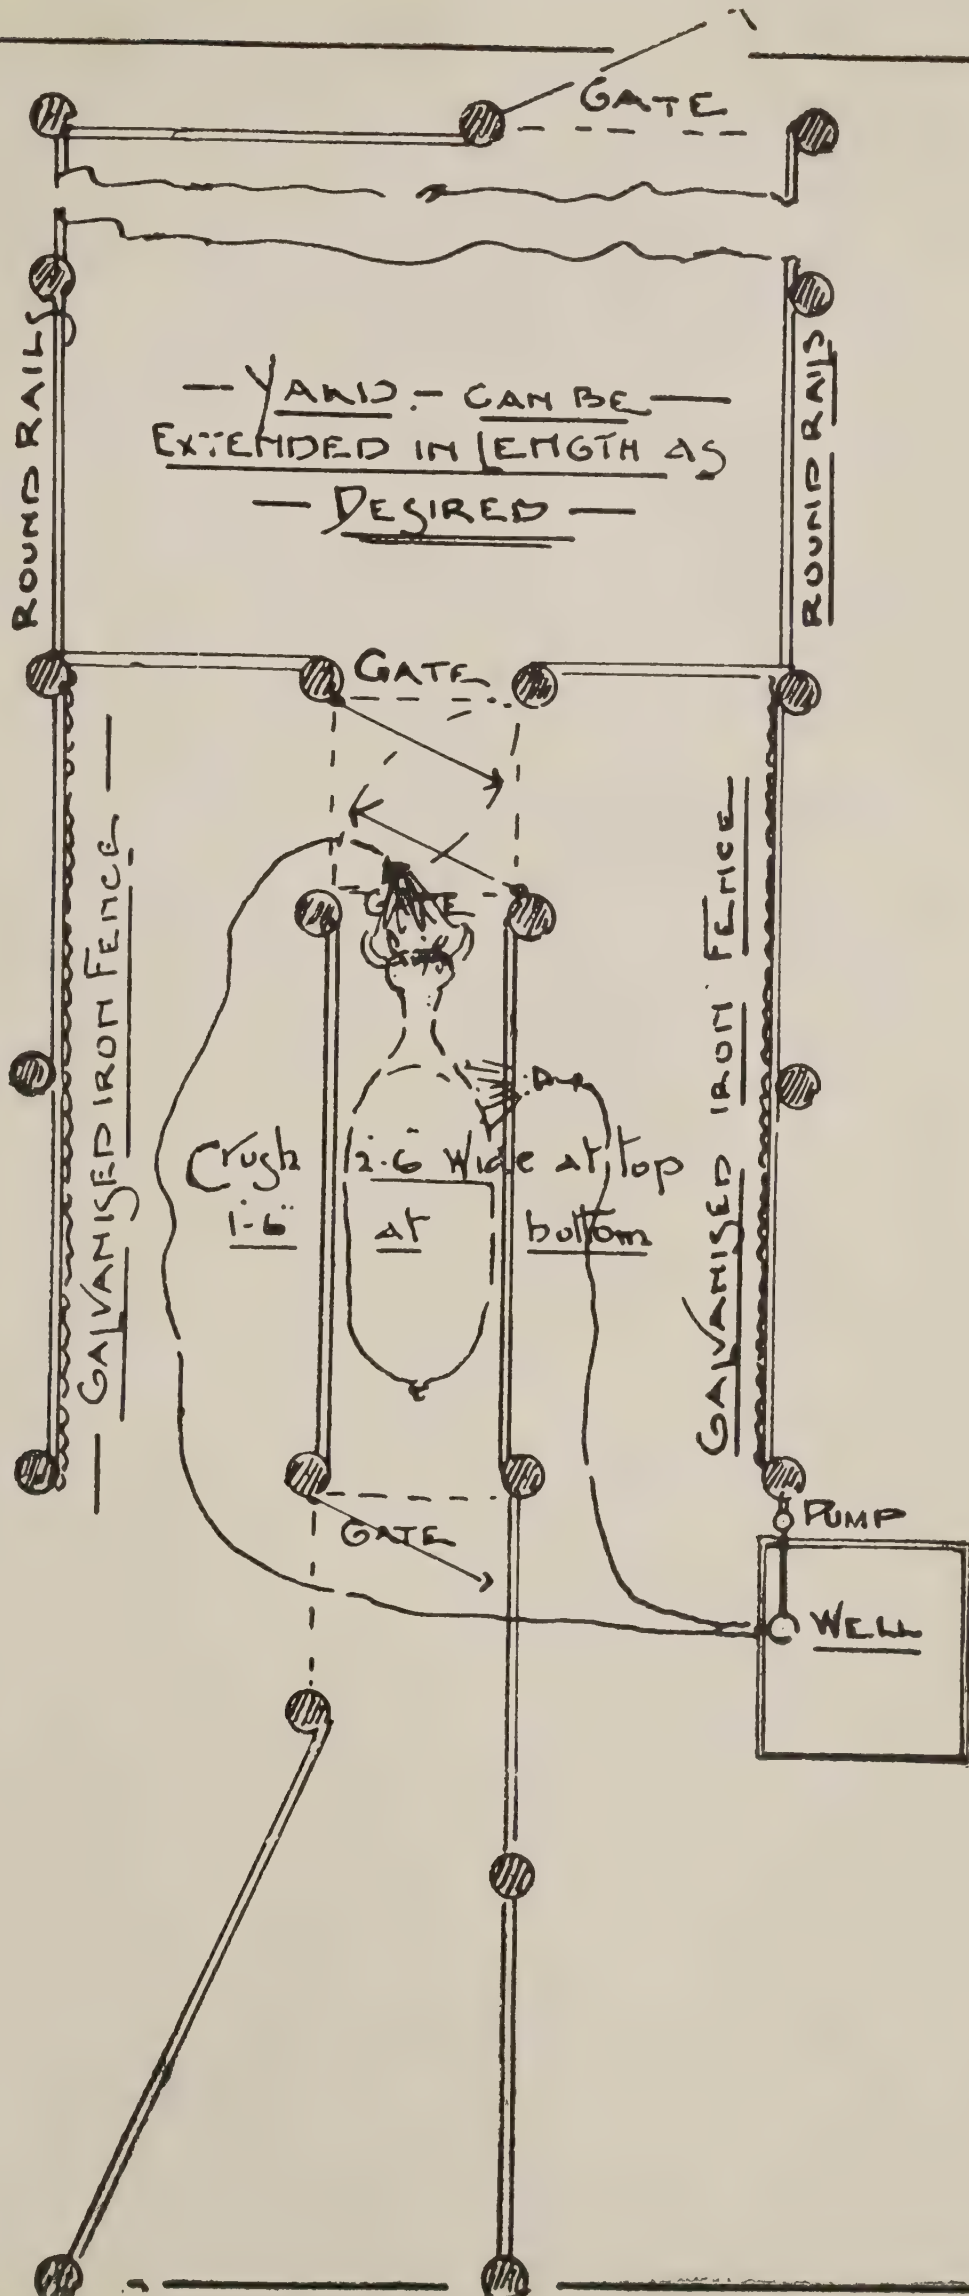 GATE
ROUND RAILS
ROUND RAILS
— YARD. — CAN BE —
EXTENDED IN LENGTH AS
— DESIRED —
GATE
— GALVANISED IRON FENCE —
GALVANISED IRON FENCE
GATE
Crush 2-6 Wide at top
1-6" at bottom
GATE
PUMP
WELL